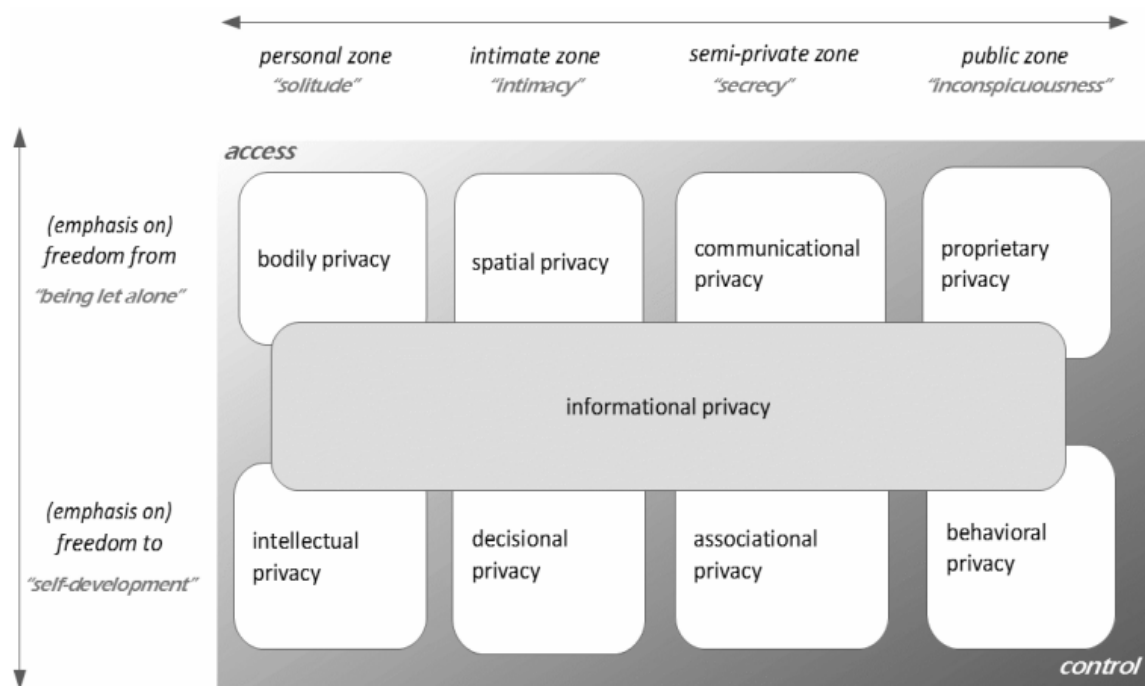 personal zone intimate zone semi-private zone public zone
"solitude" "intimacy" "secrecy" "inconspicuousness"
access
(emphasis on)
freedom from
"being let alone"
bodily privacy
spatial privacy
communicational
privacy
proprietary
privacy
informational privacy
(emphasis on)
freedom to
"self-development"
intellectual
privacy
decisional
privacy
associational
privacy
behavioral
privacy
control